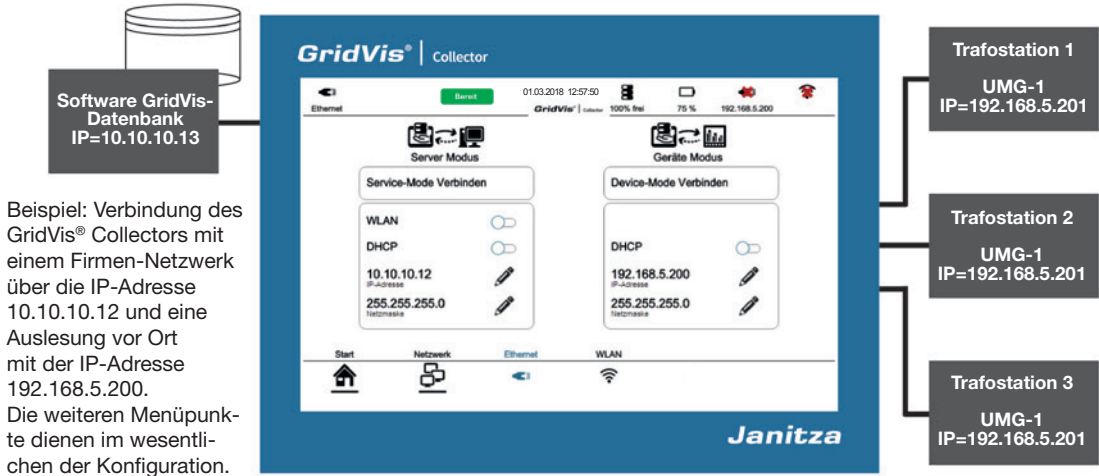 Software GridVis-
Datenbank
IP=10.10.10.13
Beispiel: Verbindung des
GridVis® Collectors mit
einem Firmen-Netzwerk
über die IP-Adresse
10.10.10.12 und eine
Auslesung vor Ort
mit der IP-Adresse
192.168.5.200.
Die weiteren Menüpunk-
te dienen im wesentli-
chen der Konfiguration.
GridVis® | Collector
Ethernet
Bereit
01.03.2018 12:57:50
GridVis® | Collector
100% frei
75 %
192.168.5.200
Server Modus
Service-Mode Verbinden
WLAN
DHCP
10.10.10.12
IP-Adresse
255.255.255.0
Netzmaske
Geräte Modus
Device-Mode Verbinden
DHCP
192.168.5.200
IP-Adresse
255.255.255.0
Netzmaske
Start
Netzwerk
Ethernet
WLAN
Janitza
Trafostation 1
UMG-1
IP=192.168.5.201
Trafostation 2
UMG-1
IP=192.168.5.201
Trafostation 3
UMG-1
IP=192.168.5.201